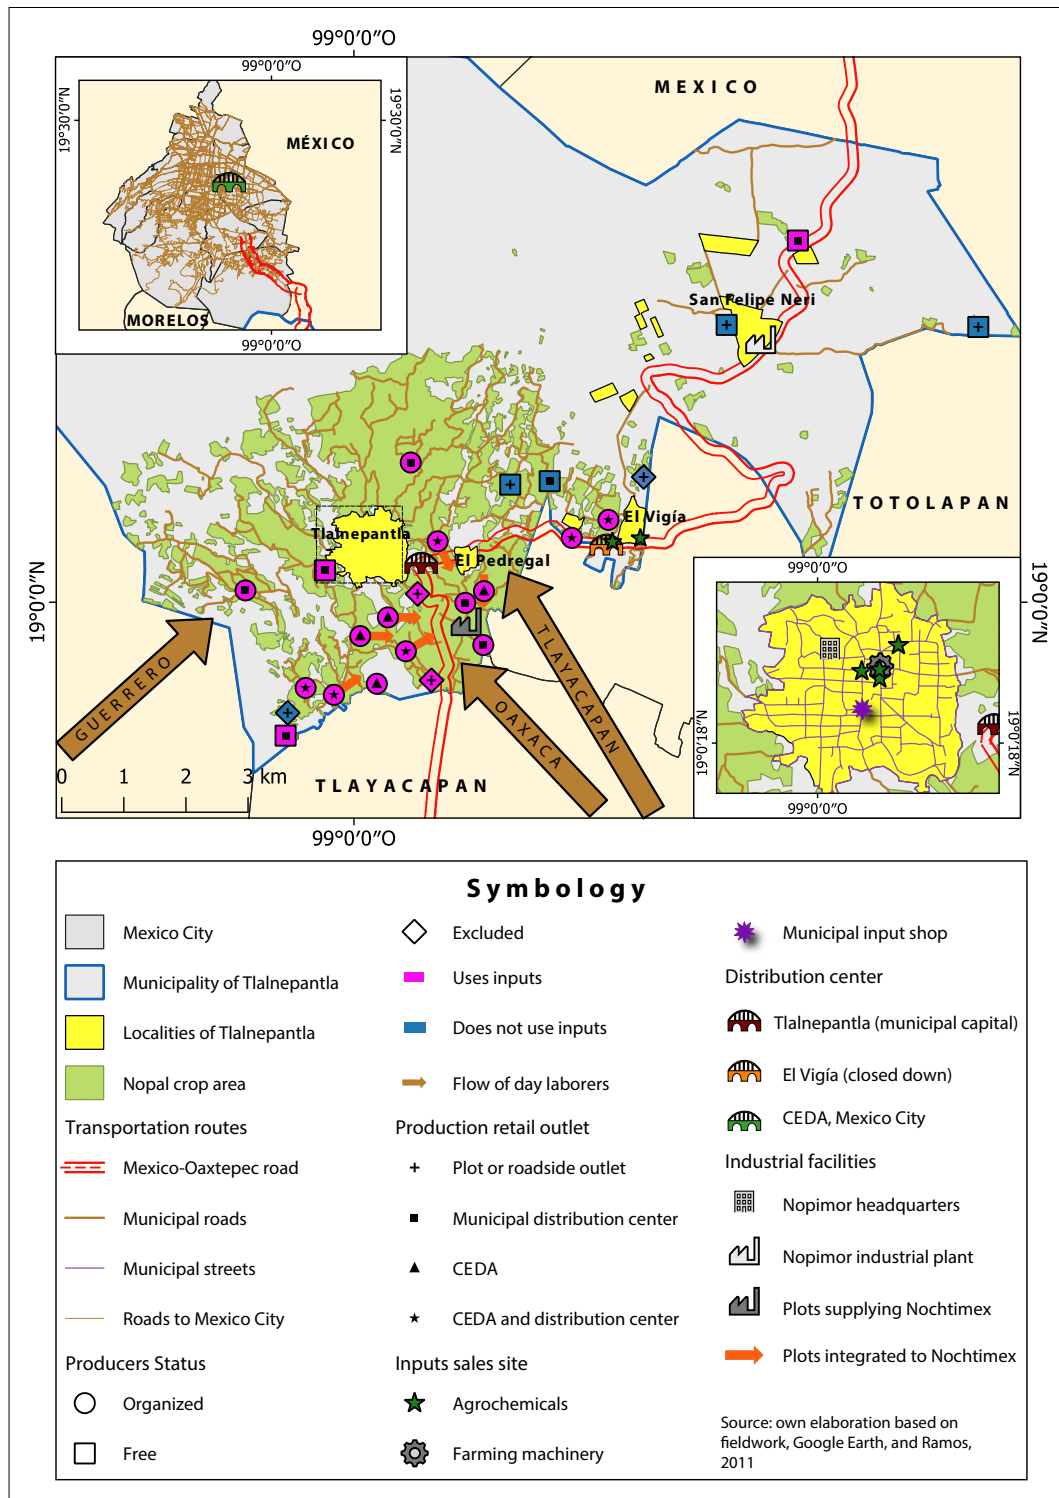 99°0'0"O
99°0'0"O
19°30'0"N
19°30'0"N
MÉXICO
MORELOS
99°0'0"O
MEXICO
San Felipe Neri
TOTOLAPAN
Tlalnepantla
El Vigía
El Pedregal
19°0'0"N
19°0'0"N
GUERRERO
OAXACA
TLAYACAPAN
0 1 2 3 km
TLAYACAPAN
99°0'0"O
99°0'0"O
19°0'18"N
19°0'18"N
99°0'0"O
Symbology
Mexico City
Municipality of Tlalnepantla
Localities of Tlalnepantla
Nopal crop area
Transportation routes
Mexico-Oaxtepec road
Municipal roads
Municipal streets
Roads to Mexico City
Producers Status
Organized
Free
Excluded
Uses inputs
Does not use inputs
Flow of day laborers
Production retail outlet
Plot or roadside outlet
Municipal distribution center
CEDA
CEDA and distribution center
Inputs sales site
Agrochemicals
Farming machinery
Municipal input shop
Distribution center
Tlalnepantla (municipal capital)
El Vigía (closed down)
CEDA, Mexico City
Industrial facilities
Nopimor headquarters
Nopimor industrial plant
Plots supplying Nochtimex
Plots integrated to Nochtimex
Source: own elaboration based on
fieldwork, Google Earth, and Ramos,
2011